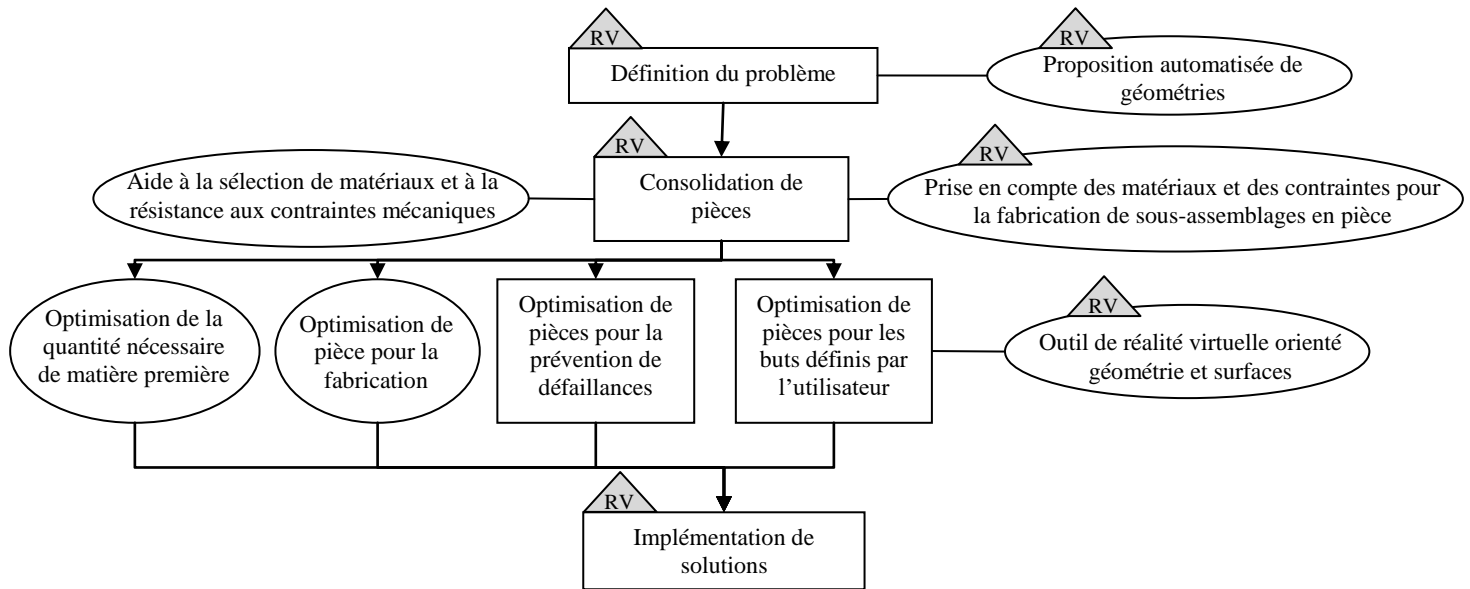 RV
Définition du problème
RV
Proposition automatisée de
géométries
Aide à la sélection de matériaux et à la
résistance aux contraintes mécaniques
RV
Consolidation de
pièces
RV
Prise en compte des matériaux et des contraintes pour
la fabrication de sous-assemblages en pièce
Optimisation de la
quantité nécessaire
de matière première
Optimisation de
pièce pour la
fabrication
Optimisation de
pièces pour la
prévention de
défaillances
Optimisation de
pièces pour les
buts définis par
l’utilisateur
RV
Outil de réalité virtuelle orienté
géométrie et surfaces
RV
Implémentation de
solutions